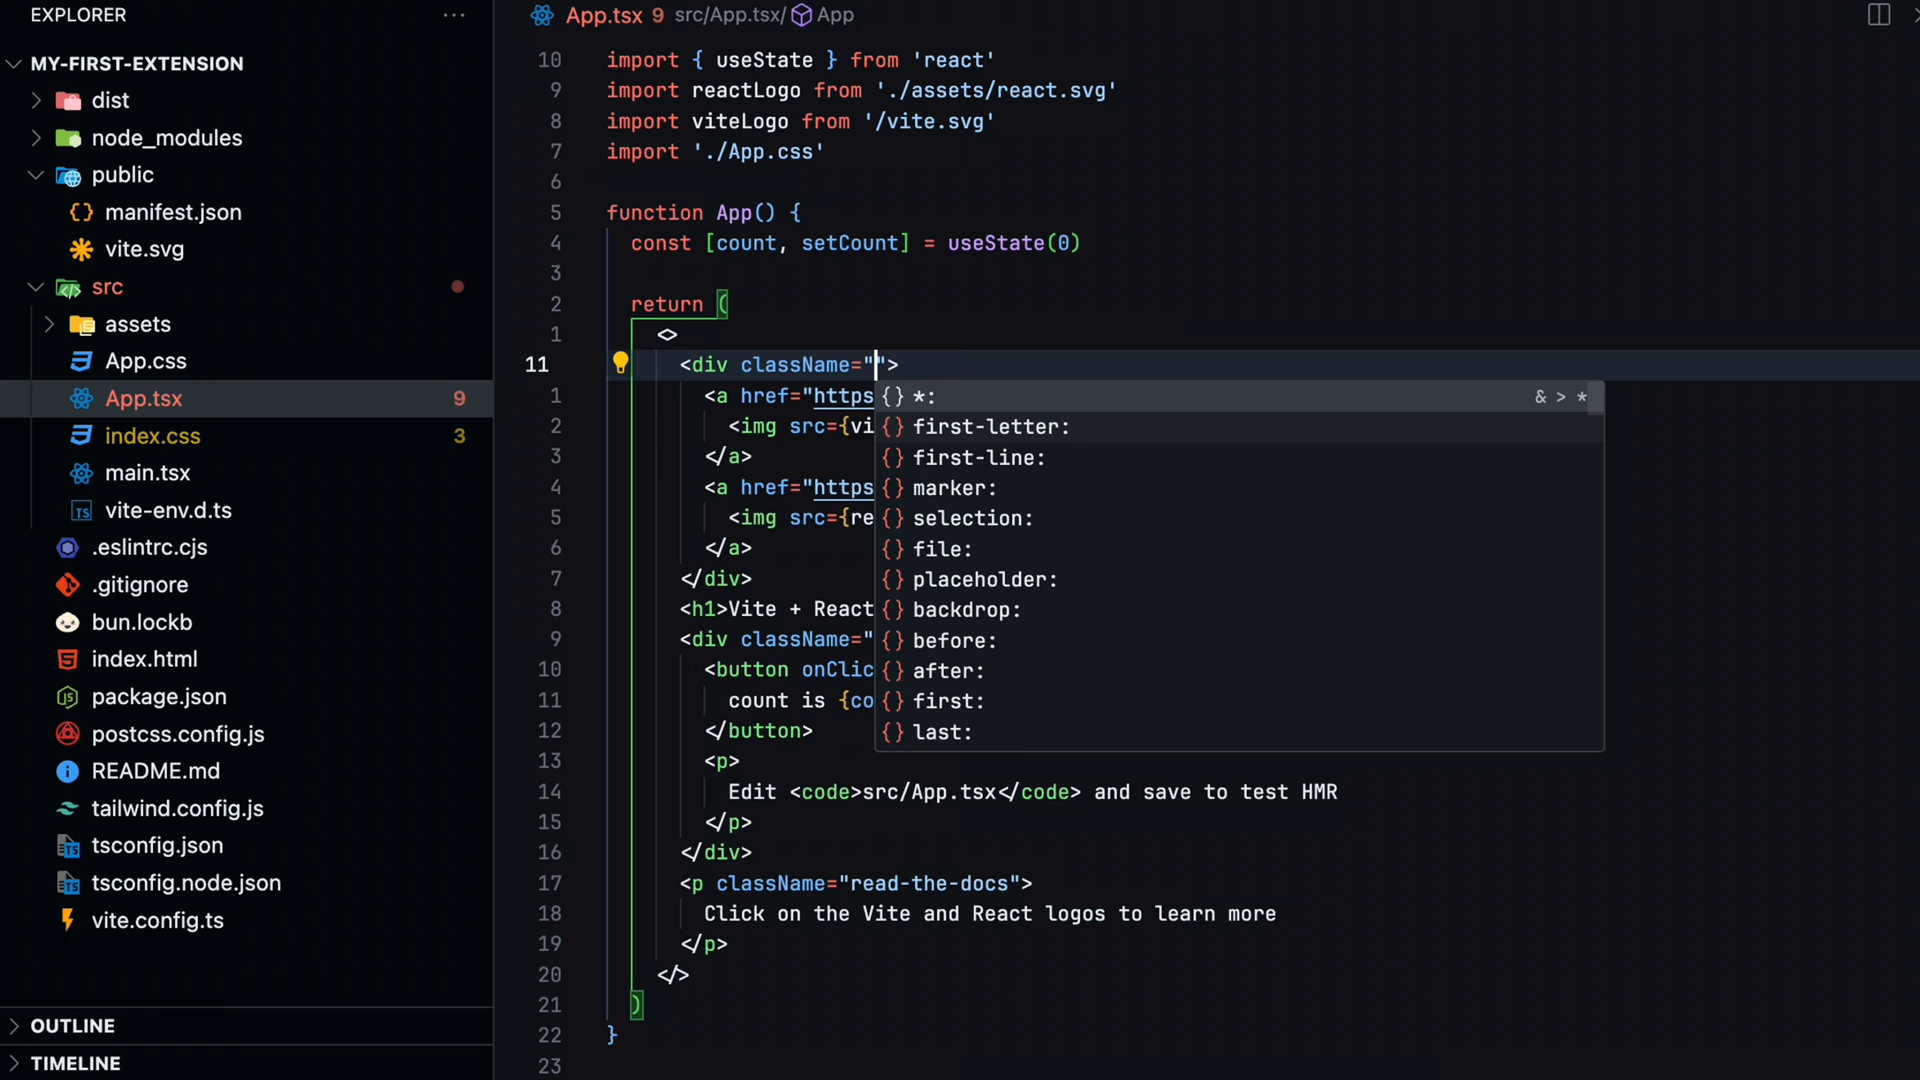 EXPLORER
MY-FIRST-EXTENSION
dist
node_modules
public
manifest.json
vite.svg
src
assets
App.css
App.tsx 9
index.css 3
main.tsx
vite-env.d.ts
.eslintrc.cjs
.gitignore
bun.lockb
index.html
package.json
postcss.config.js
README.md
tailwind.config.js
tsconfig.json
tsconfig.node.json
vite.config.ts
OUTLINE
TIMELINE
App.tsx 9 src/App.tsx/ App
10 import { useState } from 'react'
9 import reactLogo from './assets/react.svg'
8 import viteLogo from '/vite.svg'
7 import './App.css'
6
5 function App() {
4 const [count, setCount] = useState(0)
3
2 return (
1 <>
11 <div className="">
1 <a href="https
2 <img src={vi
3 </a>
4 <a href="https
5 <img src={re
6 </a>
7 </div>
8 <h1>Vite + React
9 <div className="
10 <button onClic
11 count is {co
12 </button>
13 <p>
14 Edit <code>src/App.tsx</code> and save to test HMR
15 </p>
16 </div>
17 <p className="read-the-docs">
18 Click on the Vite and React logos to learn more
19 </p>
20 </>
21 )
22 }
23
{} *: & > *
{} first-letter:
{} first-line:
{} marker:
{} selection:
{} file:
{} placeholder:
{} backdrop:
{} before:
{} after:
{} first:
{} last: